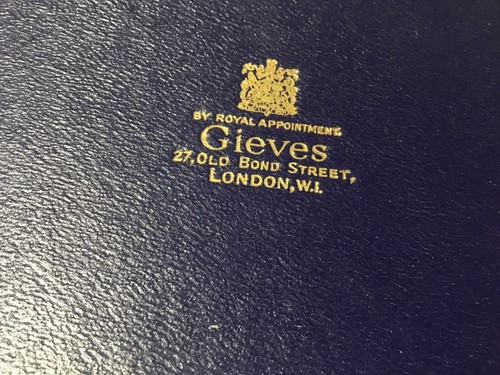 BY ROYAL APPOINTMENT
Gieves
27, OLD BOND STREET,
LONDON, W.1.